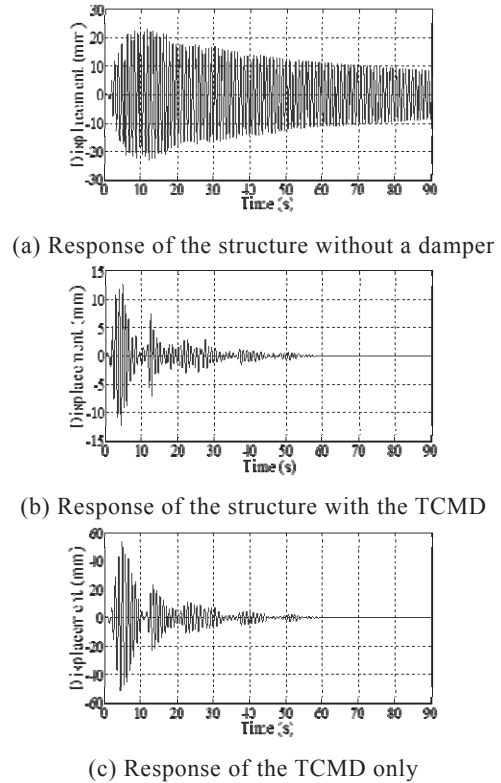 Displacement (mm)
30
20
10
0
-10
-20
-30
0 10 20 30 40 50 60 70 80 90
Time (s)
(a) Response of the structure without a damper
Displacement (mm)
15
10
5
0
-5
-10
-15
0 10 20 30 40 50 60 70 80 90
Time (s)
(b) Response of the structure with the TCMD
Displacement (mm)
60
40
20
0
-20
-40
-60
0 10 20 30 40 50 60 70 80 90
Time (s)
(c) Response of the TCMD only